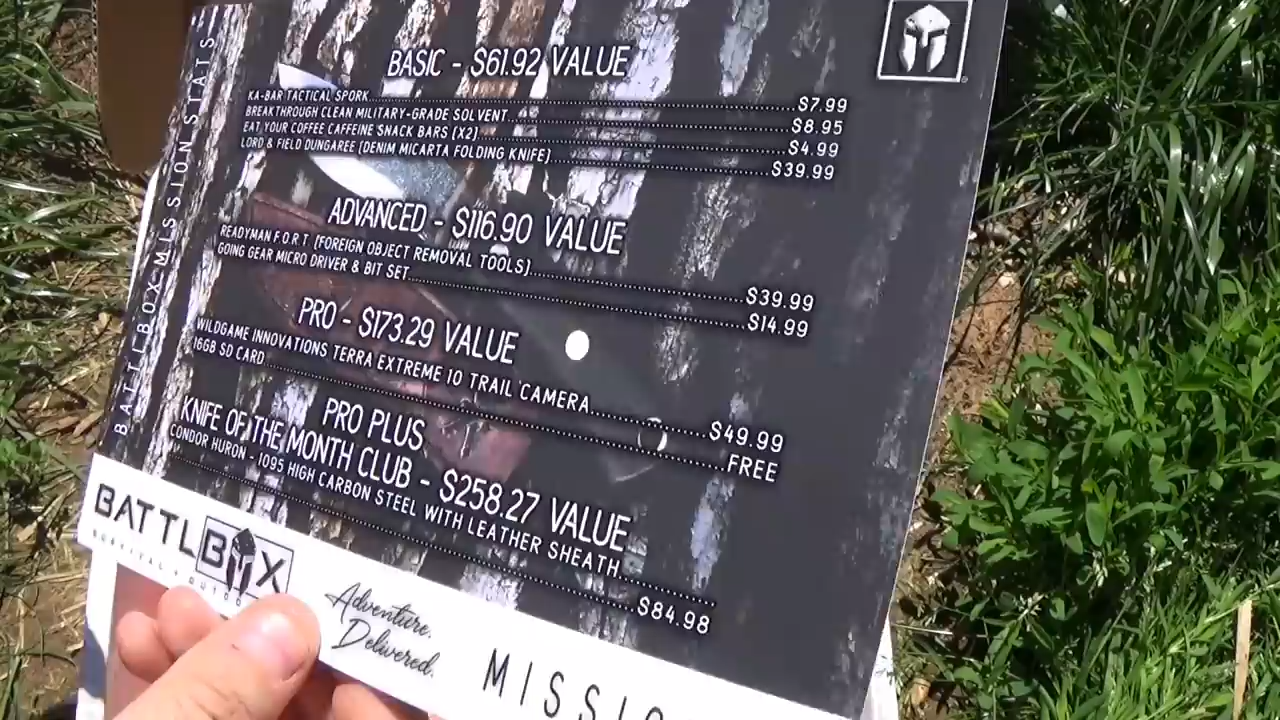 BATTLBOX MISSION STATS
BASIC - $61.92 VALUE
KA-BAR TACTICAL SPORK........$7.99
BREAKTHROUGH CLEAN MILITARY-GRADE SOLVENT........$8.95
EAT YOUR COFFEE CAFFEINE SNACK BARS (X2)........$4.99
LORD & FIELD DUNGAREE (DENIM MICARTA FOLDING KNIFE)........$39.99
ADVANCED - $116.90 VALUE
READYMAN F.O.R.T. (FOREIGN OBJECT REMOVAL TOOLS)........$39.99
GOING GEAR MICRO DRIVER & BIT SET........$14.99
PRO - $173.29 VALUE
WILDGAME INNOVATIONS TERRA EXTREME 10 TRAIL CAMERA........$49.99
16GB SD CARD........FREE
PRO PLUS
KNIFE OF THE MONTH CLUB - $258.27 VALUE
CONDOR HURON - 1095 HIGH CARBON STEEL WITH LEATHER SHEATH........$84.98
BATTLBOX
Adventure.
Delivered.